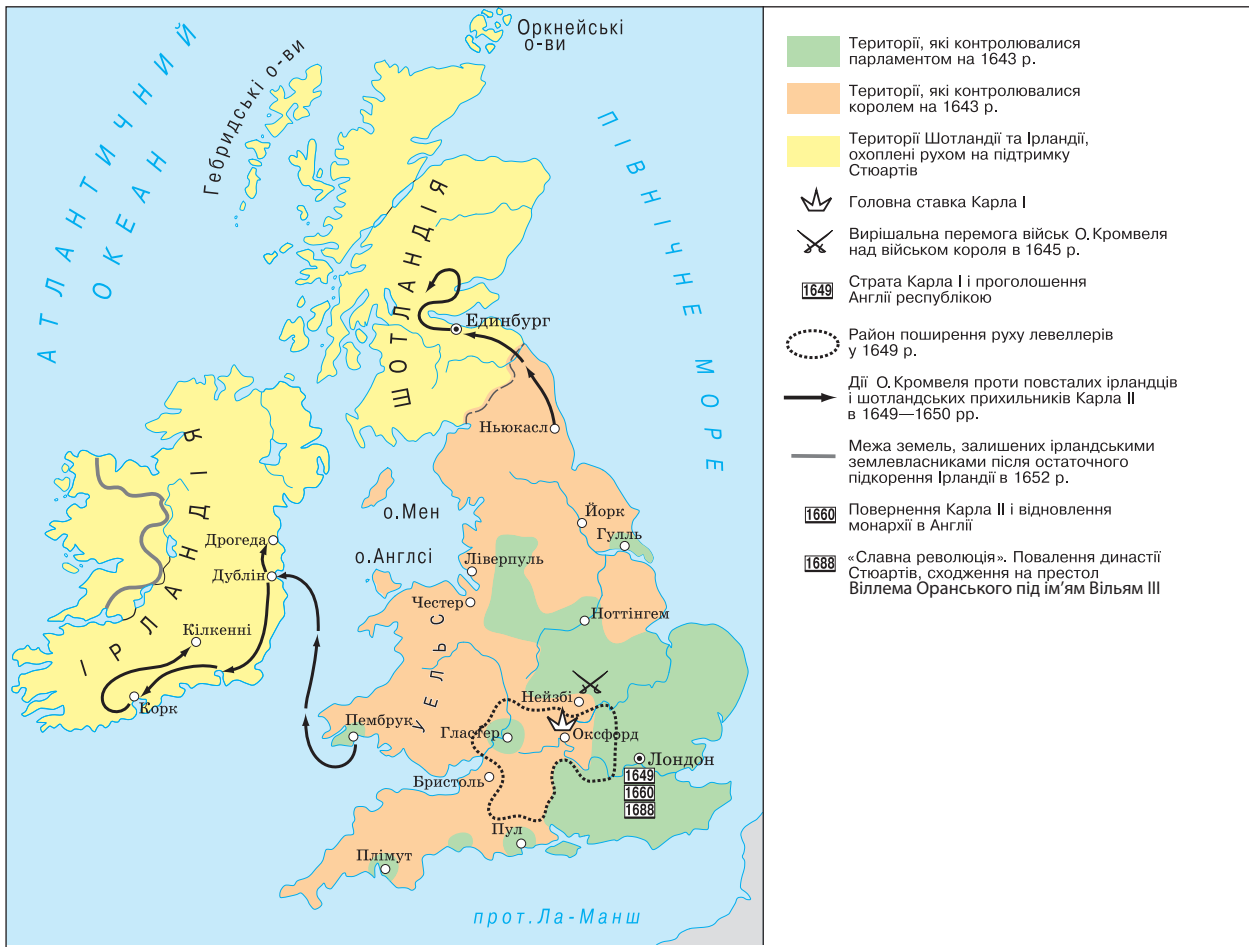 АТЛАНТИЧНИЙ
ОКЕАН
Гебридські о-ви
Оркнейські
о-ви
ПІВНІЧНЕ МОРЕ
ШОТЛАНДІЯ
Единбург
Ньюкасл
ІРЛАНДІЯ
о.Мен
Йорк
Гулль
Дрогеда
о.Англсі
Ліверпуль
Дублін
Честер
Ноттінгем
Кілкенні
УЕЛЬС
Нейзбі
Корк
Пембрук
Гластер
Оксфорд
Лондон
Бристоль
1649
1660
1688
Пул
Плімут
прот.Ла-Манш
Території, які контролювалися
парламентом на 1643 р.
Території, які контролювалися
королем на 1643 р.
Території Шотландії та Ірландії,
охоплені рухом на підтримку
Стюартів
Головна ставка Карла І
Вирішальна перемога військ О.Кромвеля
над військом короля в 1645 р.
1649
Страта Карла І і проголошення
Англії республікою
Район поширення руху левеллерів
у 1649 р.
Дії О.Кромвеля проти повсталих ірландців
і шотландських прихильників Карла ІІ
в 1649—1650 рр.
Межа земель, залишених ірландськими
землевласниками після остаточного
підкорення Ірландії в 1652 р.
1660
Повернення Карла ІІ і відновлення
монархії в Англії
1688
«Славна революція». Повалення династії
Стюартів, сходження на престол
Віллема Оранського під ім’ям Вільям ІІІ